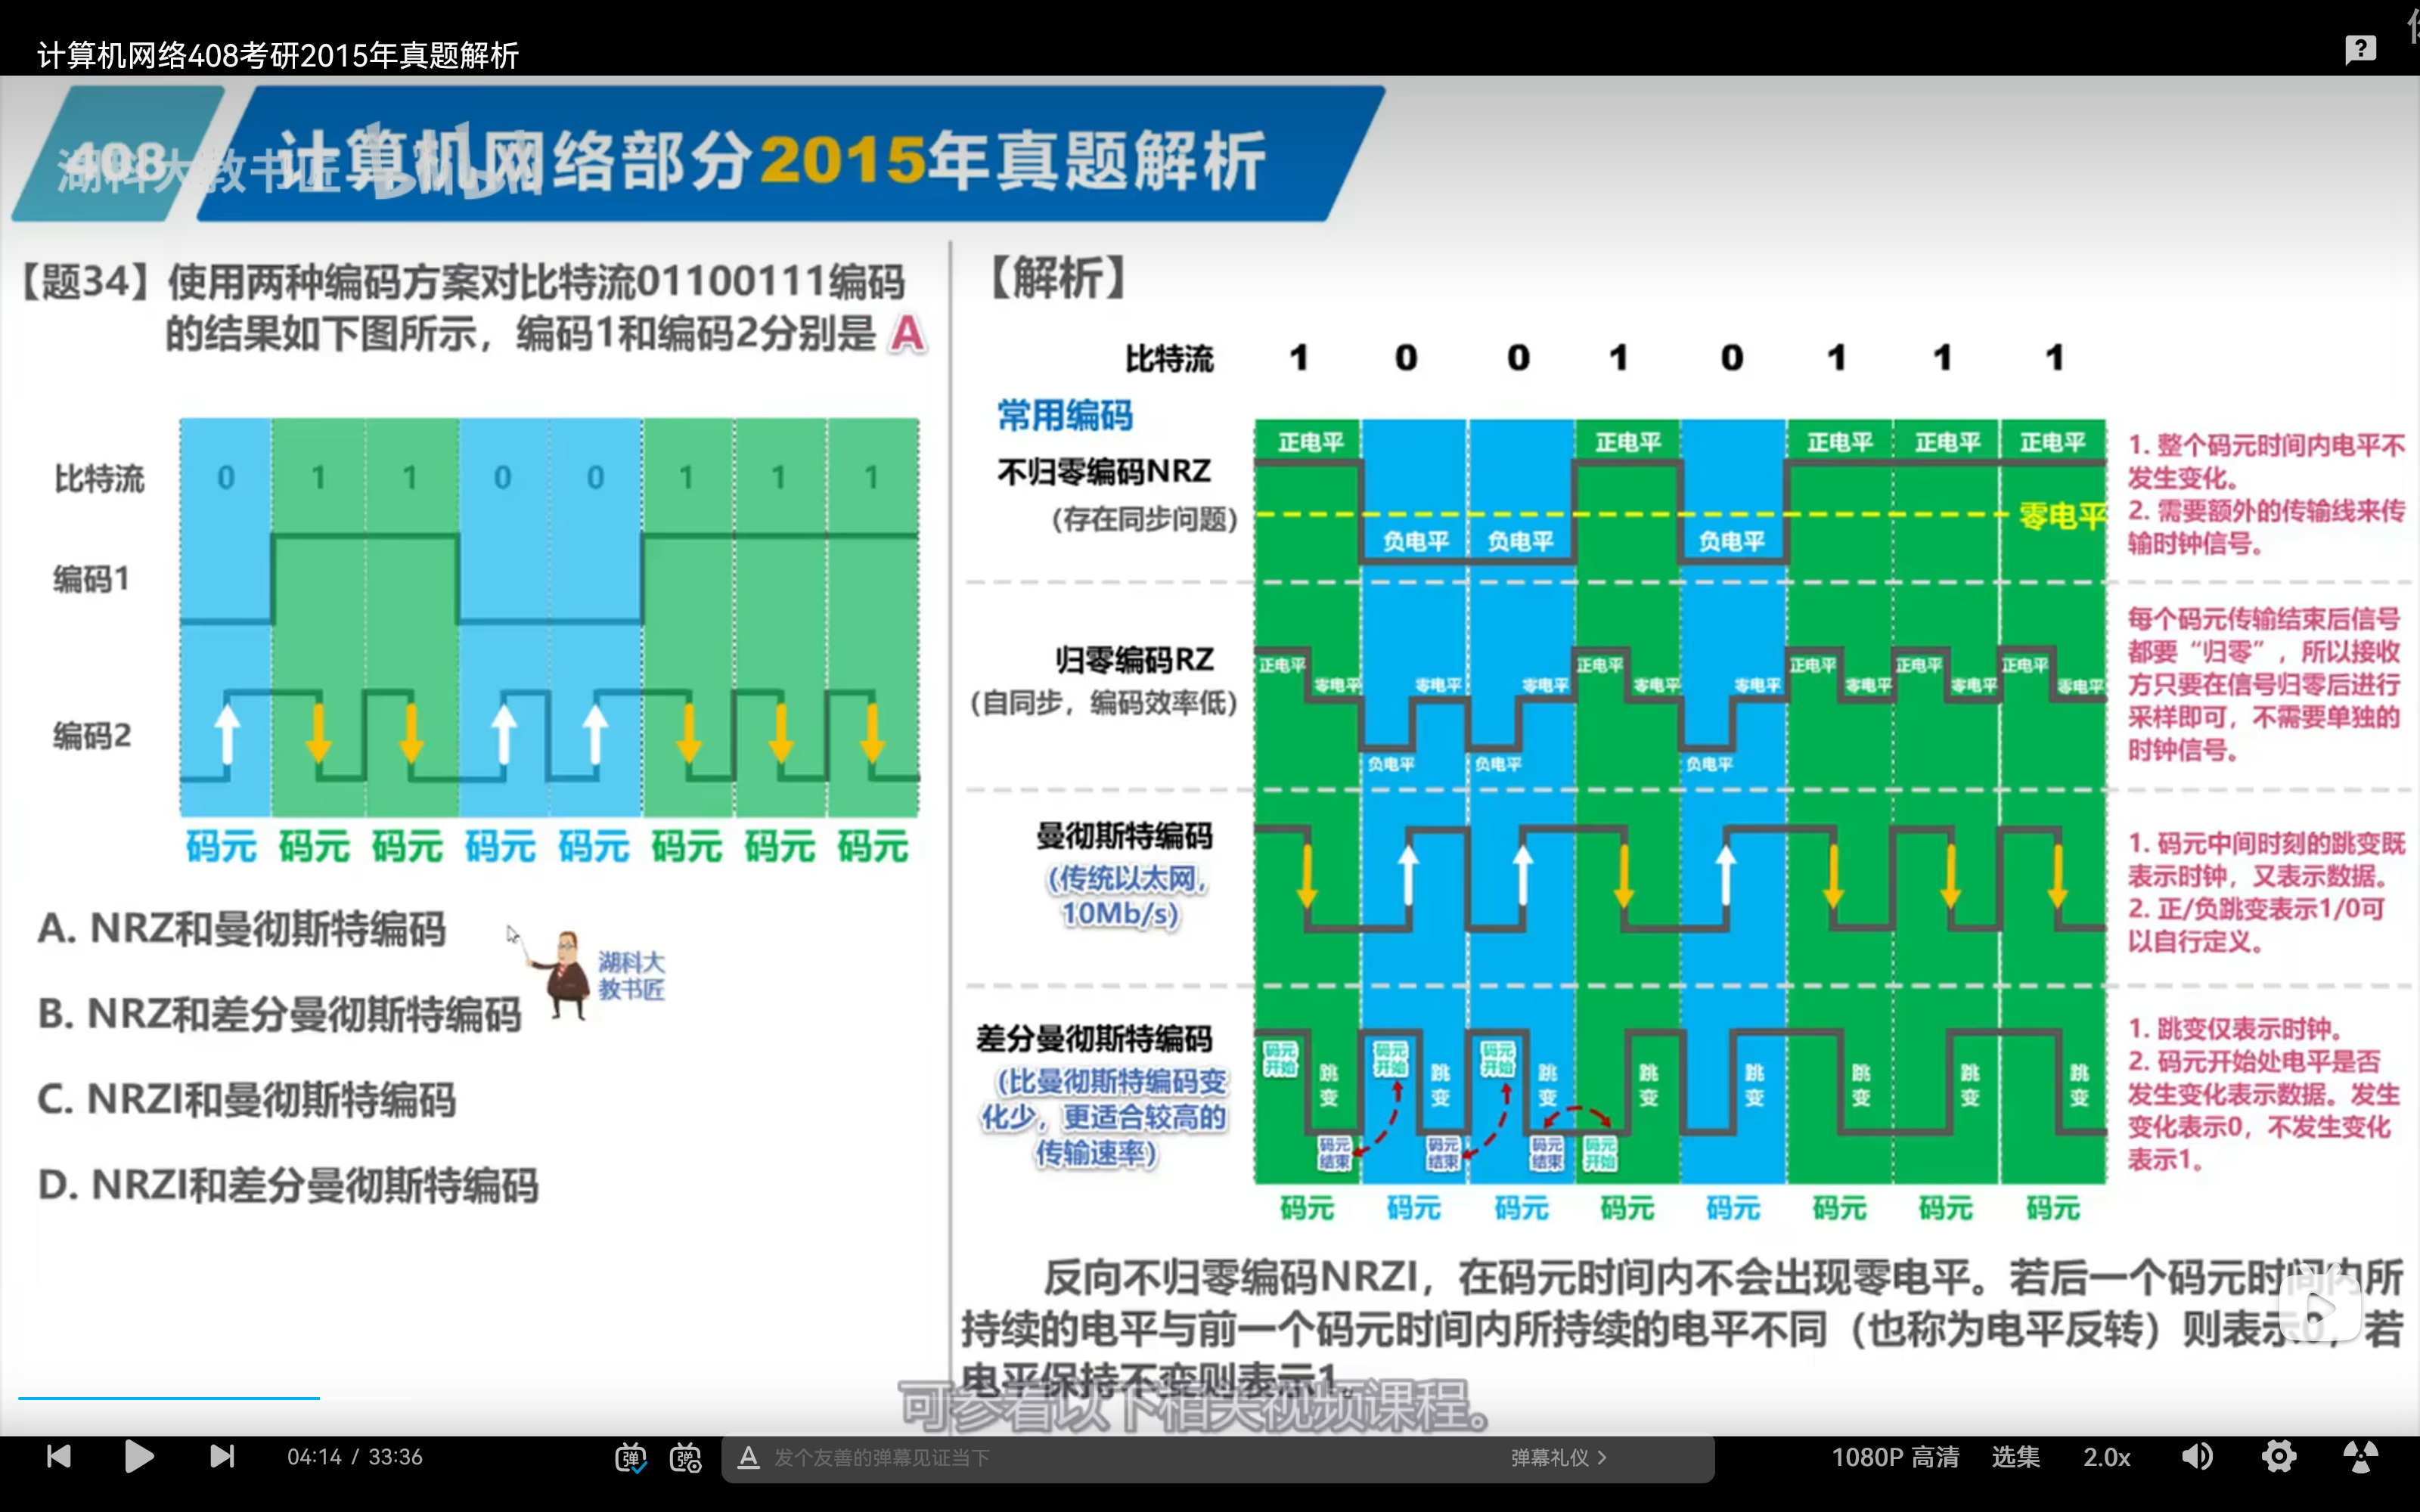 计算机网络408考研2015年真题解析
408
计算机网络部分2015年真题解析
湖科大教书匠 bilibili
【题34】使用两种编码方案对比特流01100111编码
的结果如下图所示，编码1和编码2分别是 A
比特流 0 1 1 0 0 1 1 1
编码1
编码2
码元 码元 码元 码元 码元 码元 码元 码元
A. NRZ和曼彻斯特编码
B. NRZ和差分曼彻斯特编码
C. NRZI和曼彻斯特编码
D. NRZI和差分曼彻斯特编码
湖科大
教书匠
【解析】
比特流 1 0 0 1 0 1 1 1
常用编码
不归零编码NRZ
（存在同步问题）
正电平 正电平 正电平 正电平 正电平
零电平
负电平 负电平 负电平
1. 整个码元时间内电平不
发生变化。
2. 需要额外的传输线来传
输时钟信号。
归零编码RZ
（自同步，编码效率低）
正电平 正电平 正电平 正电平 正电平
零电平 零电平 零电平 零电平 零电平 零电平 零电平 零电平
负电平 负电平 负电平
每个码元传输结束后信号
都要“归零”，所以接收
方只要在信号归零后进行
采样即可，不需要单独的
时钟信号。
曼彻斯特编码
（传统以太网，
10Mb/s）
1. 码元中间时刻的跳变既
表示时钟，又表示数据。
2. 正/负跳变表示1/0可
以自行定义。
差分曼彻斯特编码
（比曼彻斯特编码变
化少，更适合较高的
传输速率）
码元
开始
码元
开始
码元
开始
跳
变
跳
变
跳
变
跳
变
跳
变
跳
变
跳
变
跳
变
码元
结束
码元
结束
码元
结束
码元
开始
1. 跳变仅表示时钟。
2. 码元开始处电平是否
发生变化表示数据。发生
变化表示0，不发生变化
表示1。
码元 码元 码元 码元 码元 码元 码元 码元
反向不归零编码NRZI，在码元时间内不会出现零电平。若后一个码元时间内所
持续的电平与前一个码元时间内所持续的电平不同（也称为电平反转）则表示0，若
电平保持不变则表示1。
可参看以下相关视频课程。
04:14 / 33:36
弹
弹
A 发个友善的弹幕见证当下
弹幕礼仪 >
1080P 高清
选集
2.0x